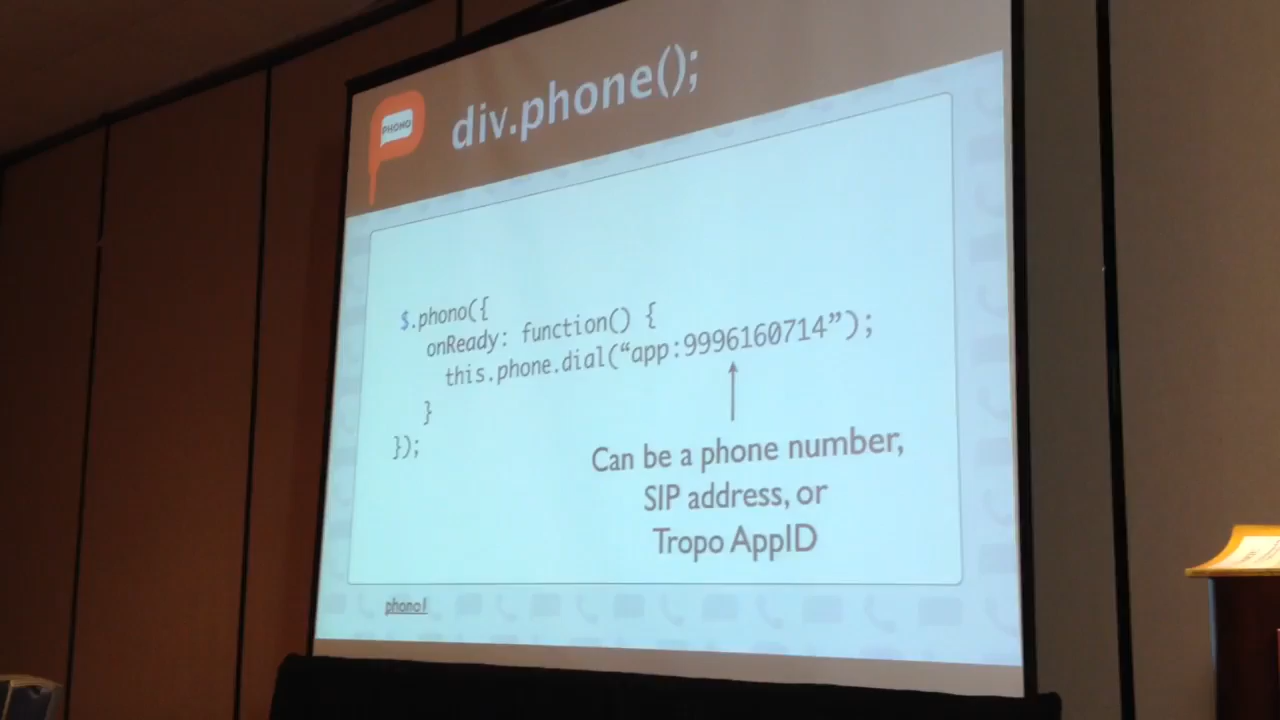 PHONO
div.phone();
$.phono({
onReady: function() {
this.phone.dial(“app:9996160714”);
}
});
Can be a phone number,
SIP address, or
Tropo AppID
phono1